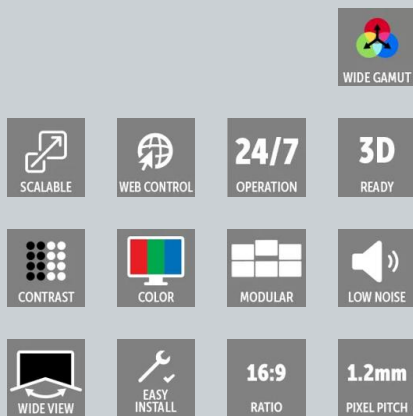 WIDE GAMUT
SCALABLE
WEB CONTROL
24/7
OPERATION
3D
READY
CONTRAST
COLOR
MODULAR
LOW NOISE
WIDE VIEW
EASY
INSTALL
16:9
RATIO
1.2mm
PIXEL PITCH